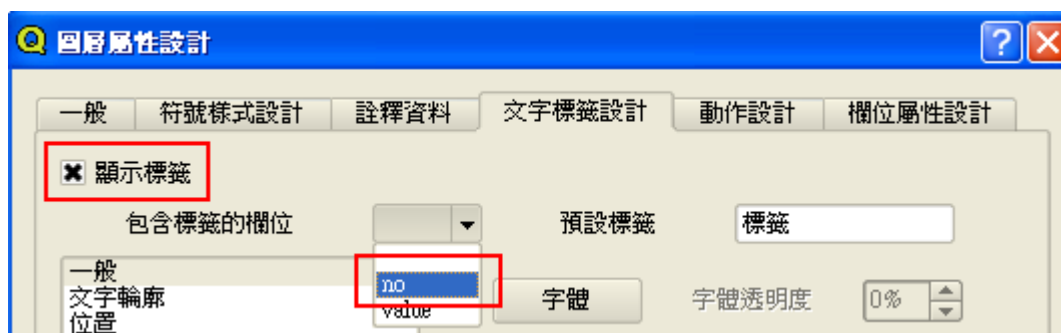 圖層屬性設計
一般 符號樣式設計 詮釋資料 文字標籤設計 動作設計 欄位屬性設計
顯示標籤
包含標籤的欄位 預設標籤 標籤
一般
文字輪廓
位置
no
value
字體 字體透明度 0%